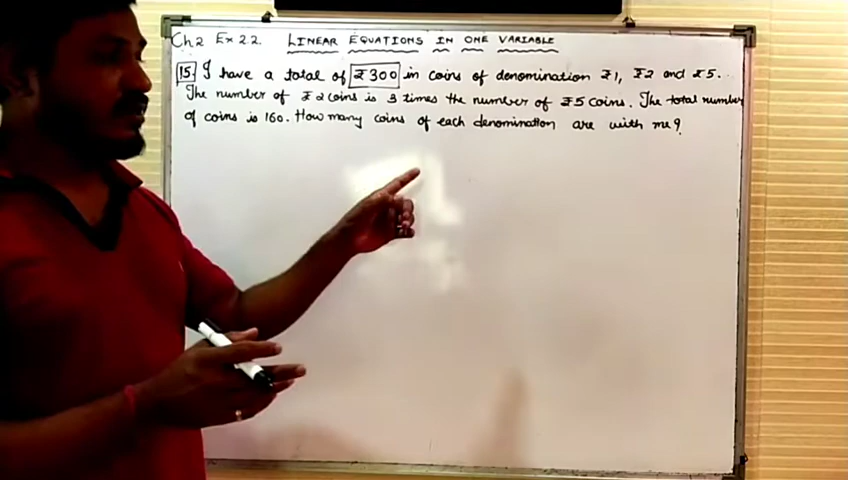 Ch 2 Ex 2.2. LINEAR EQUATIONS IN ONE VARIABLE
15. I have a total of ₹300 in coins of denomination ₹1, ₹2 and ₹5.
The number of ₹2 coins is 3 times the number of ₹5 coins. The total number
of coins is 160. How many coins of each denomination are with me?